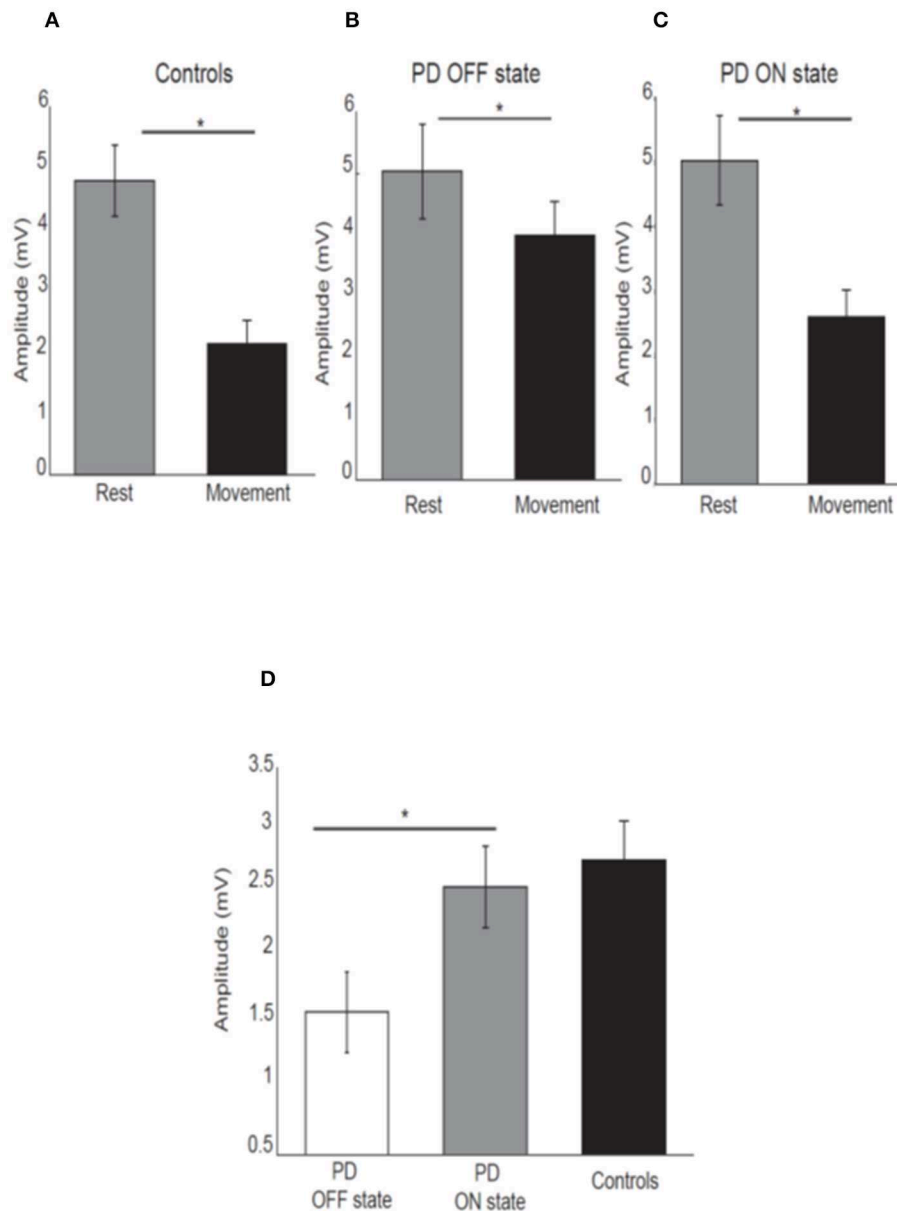 A
B
C
Controls
PD OFF state
PD ON state
6
5
4
3
2
1
0
Amplitude (mV)
*
Rest
Movement
6
5
4
3
2
1
0
Amplitude (mV)
*
Rest
Movement
6
5
4
3
2
1
0
Amplitude (mV)
*
Rest
Movement
D
3.5
3
2.5
2
1.5
1
0.5
Amplitude (mV)
*
PD
OFF state
PD
ON state
Controls